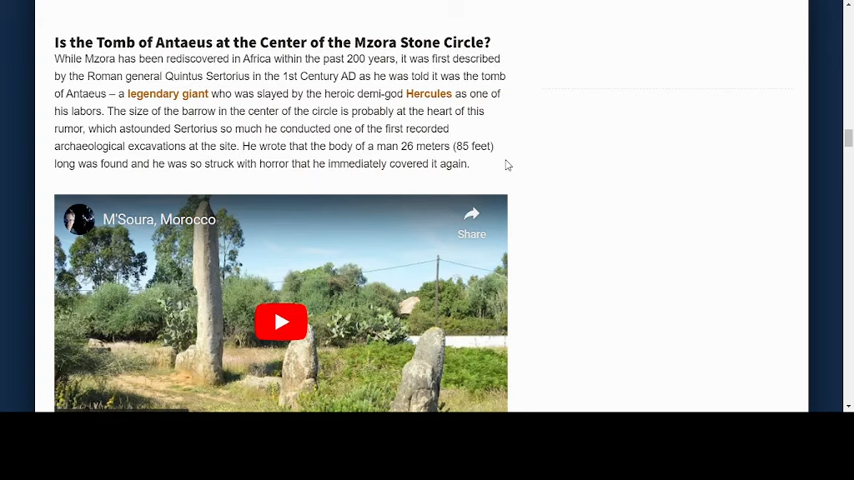 Is the Tomb of Antaeus at the Center of the Mzora Stone Circle?
While Mzora has been rediscovered in Africa within the past 200 years, it was first described
by the Roman general Quintus Sertorius in the 1st Century AD as he was told it was the tomb
of Antaeus – a legendary giant who was slayed by the heroic demi-god Hercules as one of
his labors. The size of the barrow in the center of the circle is probably at the heart of this
rumor, which astounded Sertorius so much he conducted one of the first recorded
archaeological excavations at the site. He wrote that the body of a man 26 meters (85 feet)
long was found and he was so struck with horror that he immediately covered it again.
M'Soura, Morocco
Share